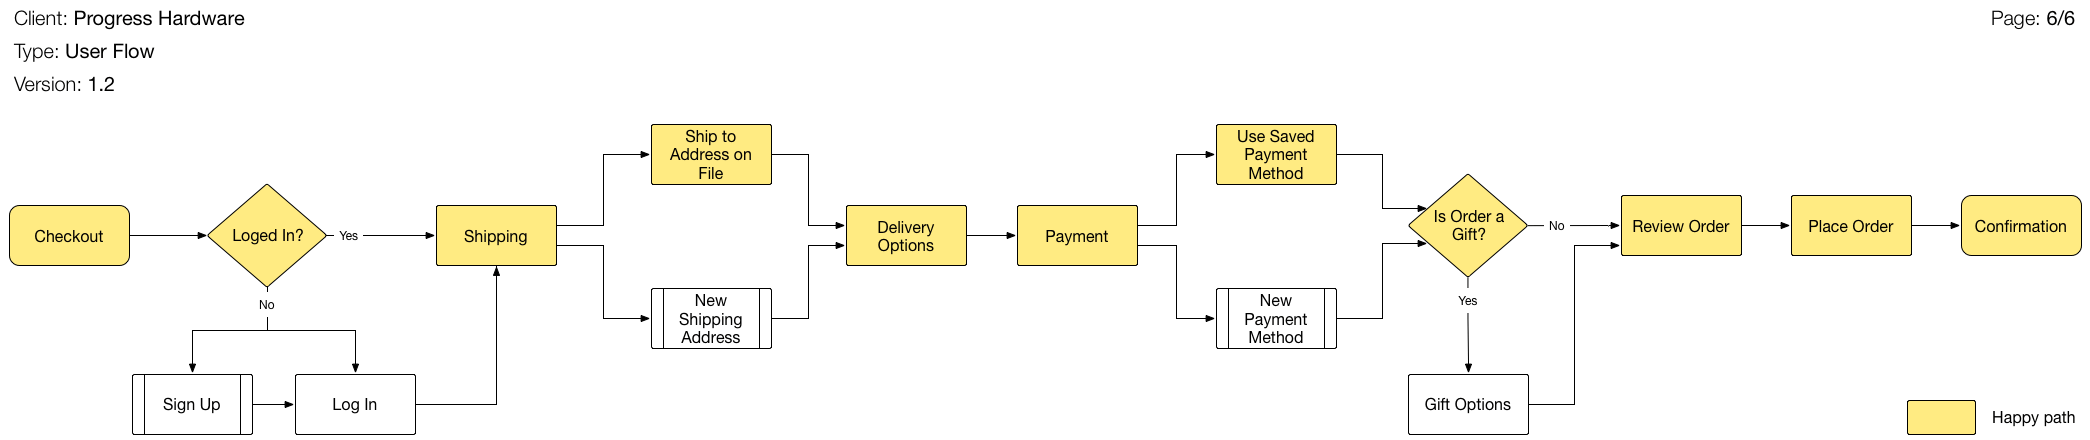 Client: Progress Hardware
Page: 6/6
Type: User Flow
Version: 1.2
Ship to
Address on
File
Use Saved
Payment
Method
Checkout
Loged In?
Yes
Shipping
Delivery
Options
Payment
Is Order a
Gift?
No
Review Order
Place Order
Confirmation
No
New
Shipping
Address
New
Payment
Method
Yes
Sign Up
Log In
Gift Options
Happy path